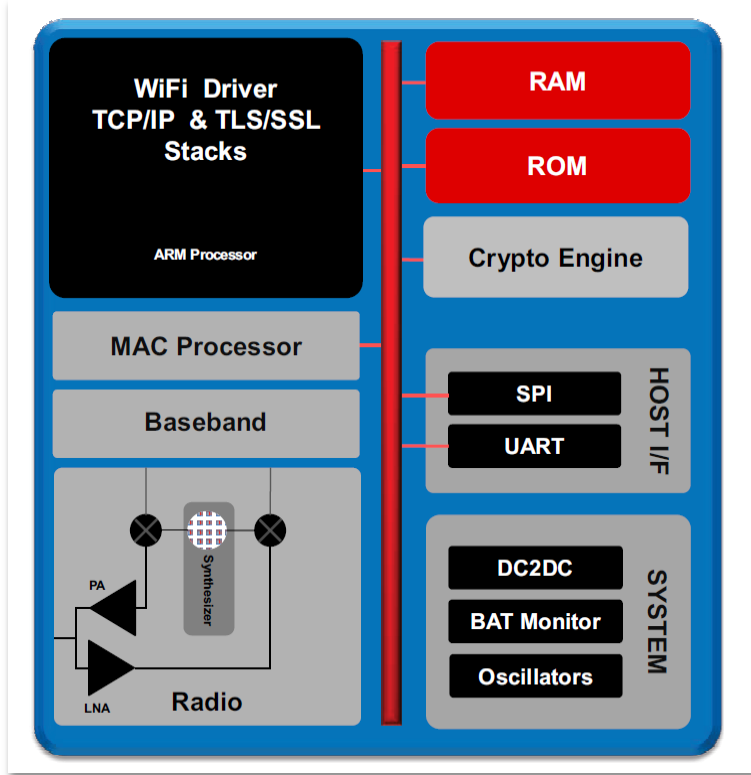 WiFi Driver
TCP/IP & TLS/SSL
Stacks
ARM Processor
MAC Processor
Baseband
Synthesizer
PA
LNA
Radio
RAM
ROM
Crypto Engine
SPI
UART
HOST I/F
DC2DC
BAT Monitor
Oscillators
SYSTEM